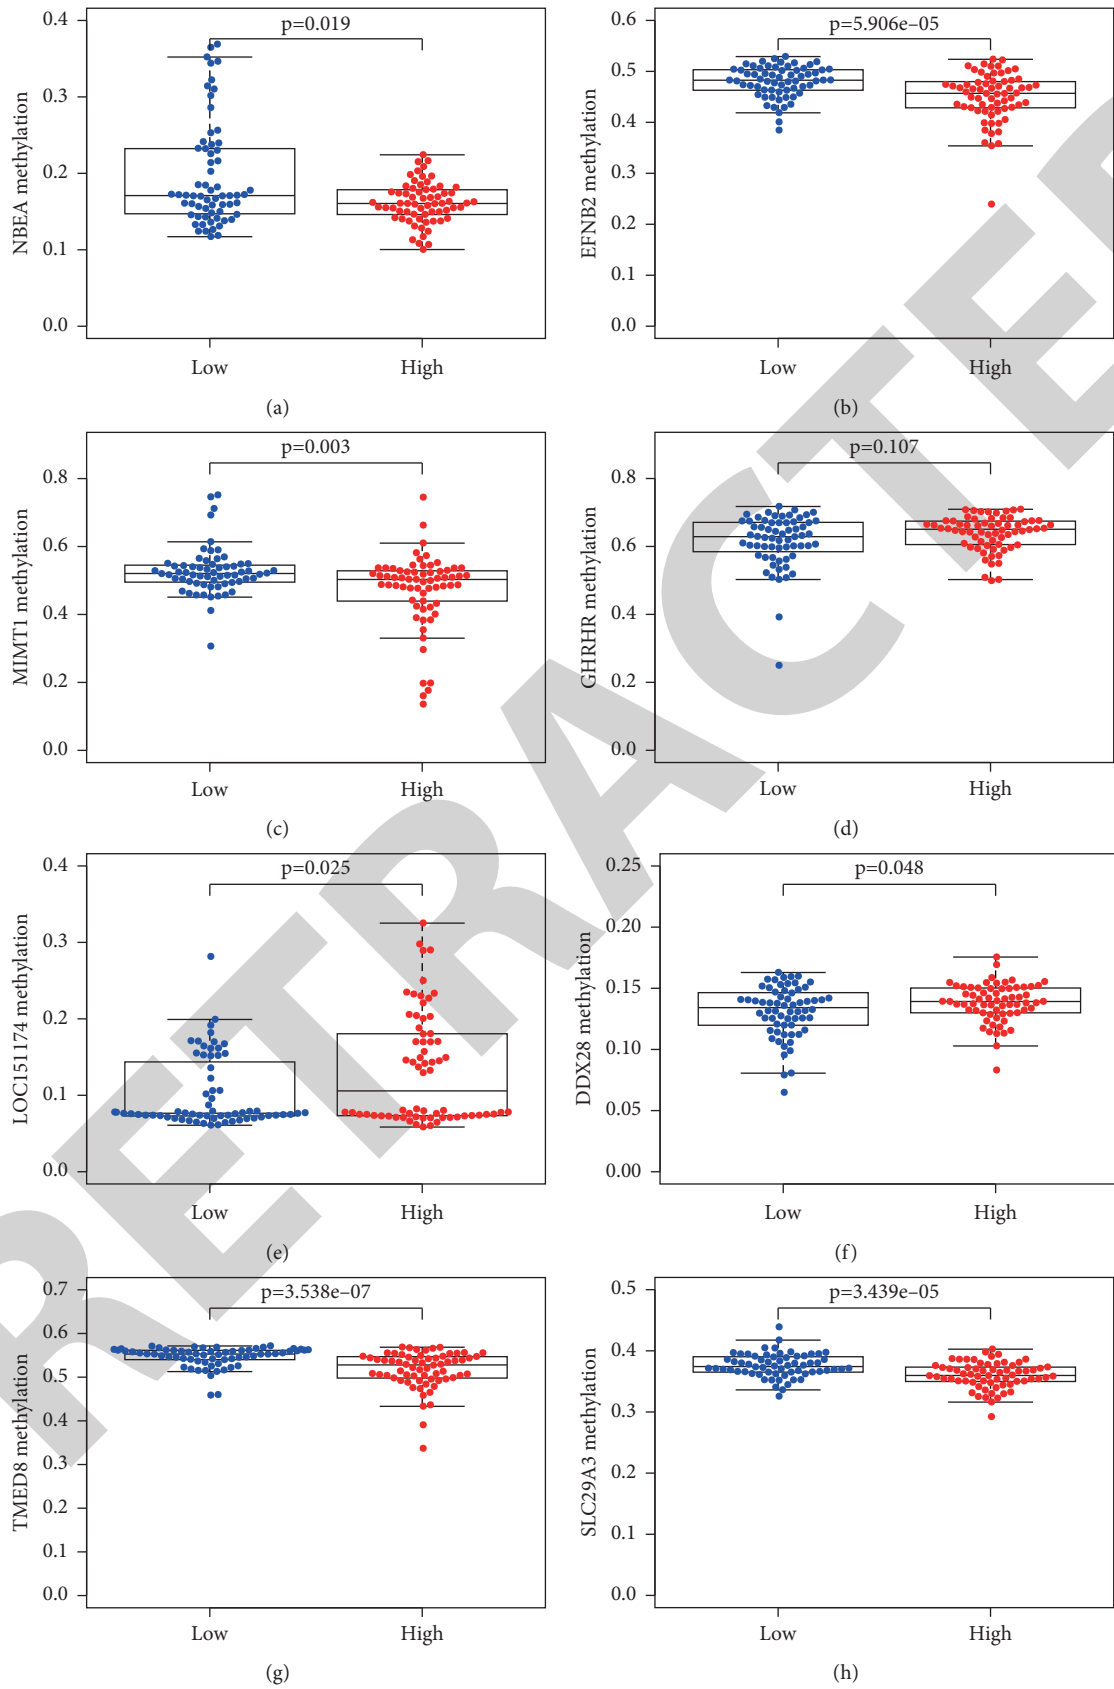 p=0.019
NBEA methylation
0.4
0.3
0.2
0.1
0.0
Low High
(a)
p=5.906e–05
EFNB2 methylation
0.6
0.5
0.4
0.3
0.2
0.1
0.0
Low High
(b)
p=0.003
MIMT1 methylation
0.8
0.6
0.4
0.2
0.0
Low High
(c)
p=0.107
GHRHR methylation
0.8
0.6
0.4
0.2
0.0
Low High
(d)
p=0.025
LOC151174 methylation
0.4
0.3
0.2
0.1
0.0
Low High
(e)
p=0.048
DDX28 methylation
0.25
0.20
0.15
0.10
0.05
0.00
Low High
(f)
p=3.538e–07
TMED8 methylation
0.7
0.6
0.5
0.4
0.3
0.2
0.1
0.0
Low High
(g)
p=3.439e–05
SLC29A3 methylation
0.5
0.4
0.3
0.2
0.1
0.0
Low High
(h)
RETRACTE